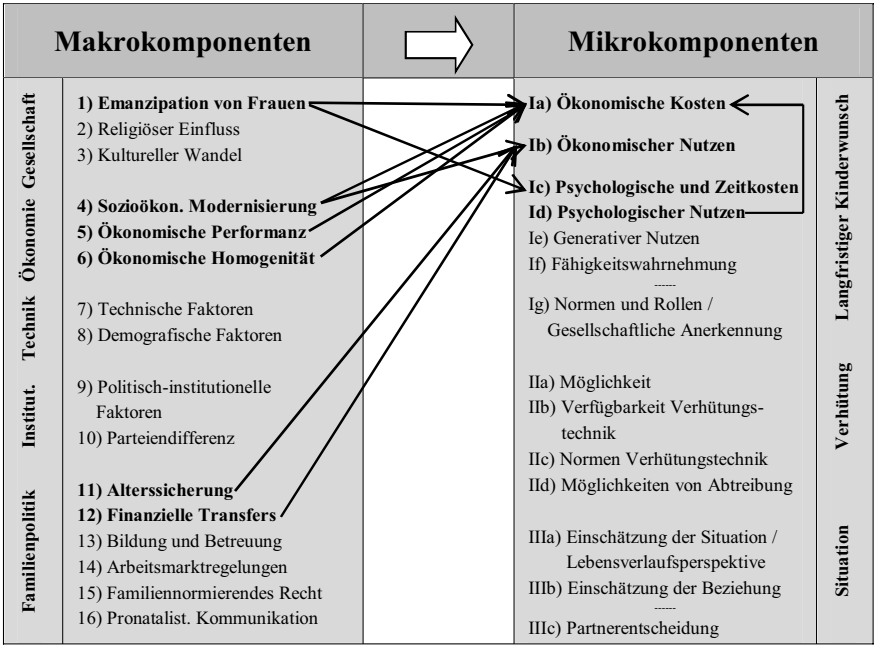 Makrokomponenten
Mikrokomponenten
Gesellschaft
1) Emanzipation von Frauen
2) Religiöser Einfluss
3) Kultureller Wandel
Ökonomie
4) Sozioökon. Modernisierung
5) Ökonomische Performanz
6) Ökonomische Homogenität
Technik
7) Technische Faktoren
8) Demografische Faktoren
Institut.
9) Politisch-institutionelle
Faktoren
10) Parteiendifferenz
Familienpolitik
11) Alterssicherung
12) Finanzielle Transfers
13) Bildung und Betreuung
14) Arbeitsmarktregelungen
15) Familiennormierendes Recht
16) Pronatalist. Kommunikation
Ia) Ökonomische Kosten
Ib) Ökonomischer Nutzen
Ic) Psychologische und Zeitkosten
Id) Psychologischer Nutzen
Ie) Generativer Nutzen
If) Fähigkeitswahrnehmung
------
Ig) Normen und Rollen /
Gesellschaftliche Anerkennung
Langfristiger Kinderwunsch
IIa) Möglichkeit
IIb) Verfügbarkeit Verhütungs-
technik
IIc) Normen Verhütungstechnik
IId) Möglichkeiten von Abtreibung
Verhütung
IIIa) Einschätzung der Situation /
Lebensverlaufsperspektive
IIIb) Einschätzung der Beziehung
------
IIIc) Partnerentscheidung
Situation